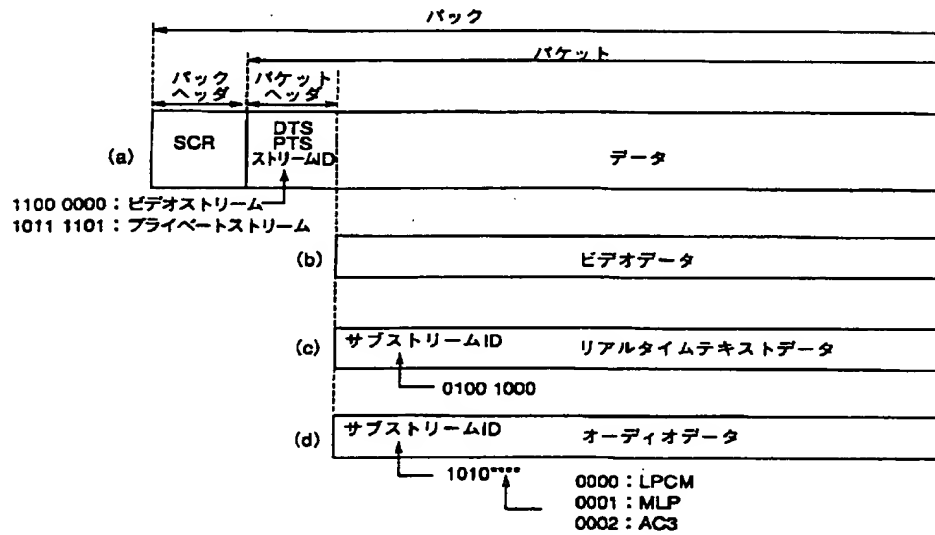 パック
パケット
パック
ヘッダ
パケット
ヘッダ
(a)
SCR
DTS
PTS
ストリームID
データ
1100 0000：ビデオストリーム
1011 1101：プライベートストリーム
(b)
ビデオデータ
(c)
サブストリームID
リアルタイムテキストデータ
0100 1000
(d)
サブストリームID
オーディオデータ
1010****
0000：LPCM
0001：MLP
0002：AC3